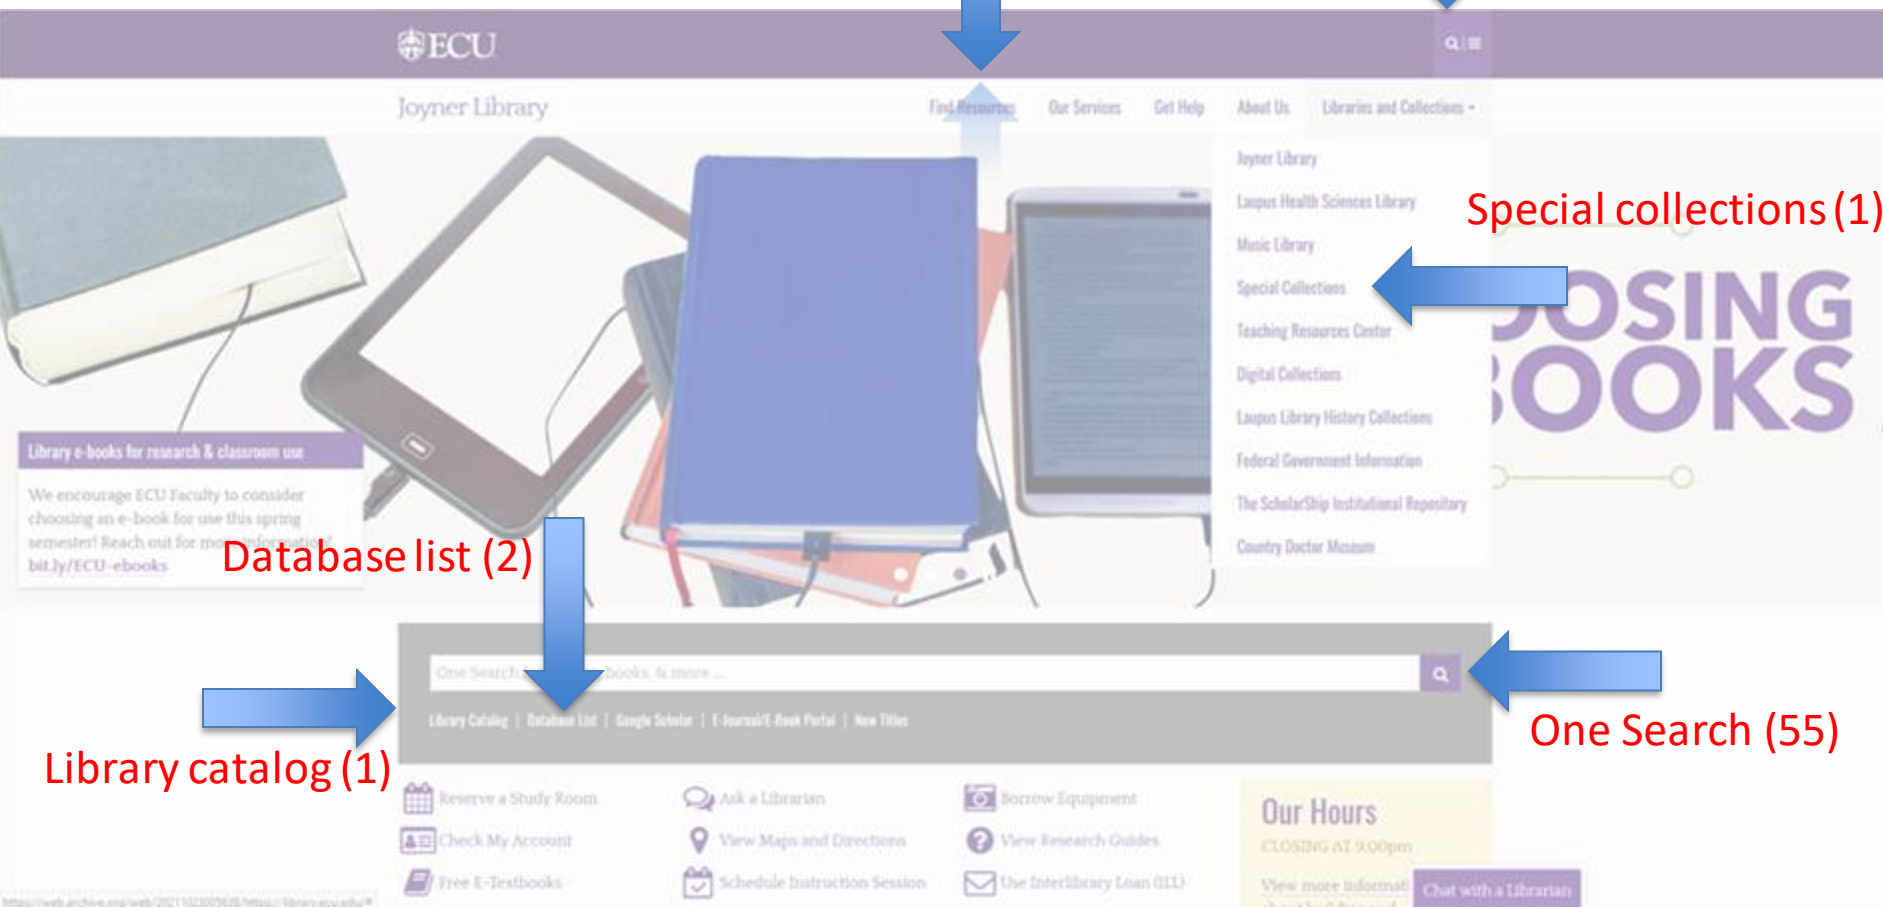 ECU
Joyner Library
Find Resources Our Services Get Help About Us Libraries and Collections
Joyner Library
Laupus Health Sciences Library
Special collections (1)
Music Library
Special Collections
OSING
Teaching Resources Center
OOKS
Digital Collections
Laupus Library History Collections
Library e-books for research & classroom use
Federal Government Information
We encourage ECU Faculty to consider
choosing an e-book for use this spring
The ScholarShip Institutional Repository
semester! Reach out for more information!
Database list (2)
Country Doctor Museum
bit.ly/ECU-ebooks
One Search books, & more ...
Library Catalog | Database List | Google Scholar | E-Journal/E-Book Portal | New Titles
One Search (55)
Library catalog (1)
Reserve a Study Room Ask a Librarian Borrow Equipment
Our Hours
Check My Account View Maps and Directions View Research Guides
CLOSING AT 9:00pm
Free E-Textbooks Schedule Instruction Session Use Interlibrary Loan (ILL)
View more informati
Chat with a Librarian